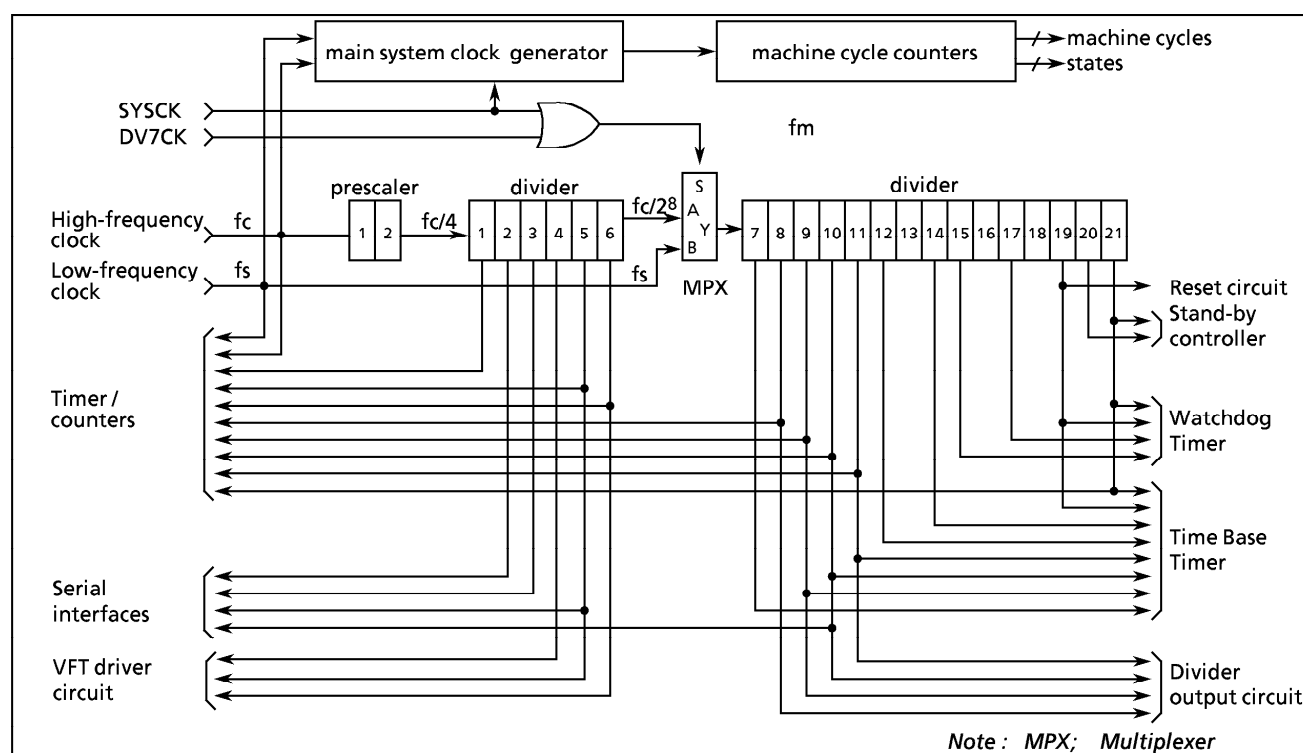 main system clock generator
machine cycle counters
machine cycles
states
SYSCK
DV7CK
fm
prescaler
divider
divider
High-frequency
clock
fc
1 2
fc/4
1 2 3 4 5 6
fc/2⁸
S
A
Y
B
MPX
7 8 9 10 11 12 13 14 15 16 17 18 19 20 21
Low-frequency
clock
fs
fs
Reset circuit
Stand-by
controller
Timer /
counters
Watchdog
Timer
Time Base
Timer
Serial
interfaces
VFT driver
circuit
Divider
output circuit
Note : MPX; Multiplexer